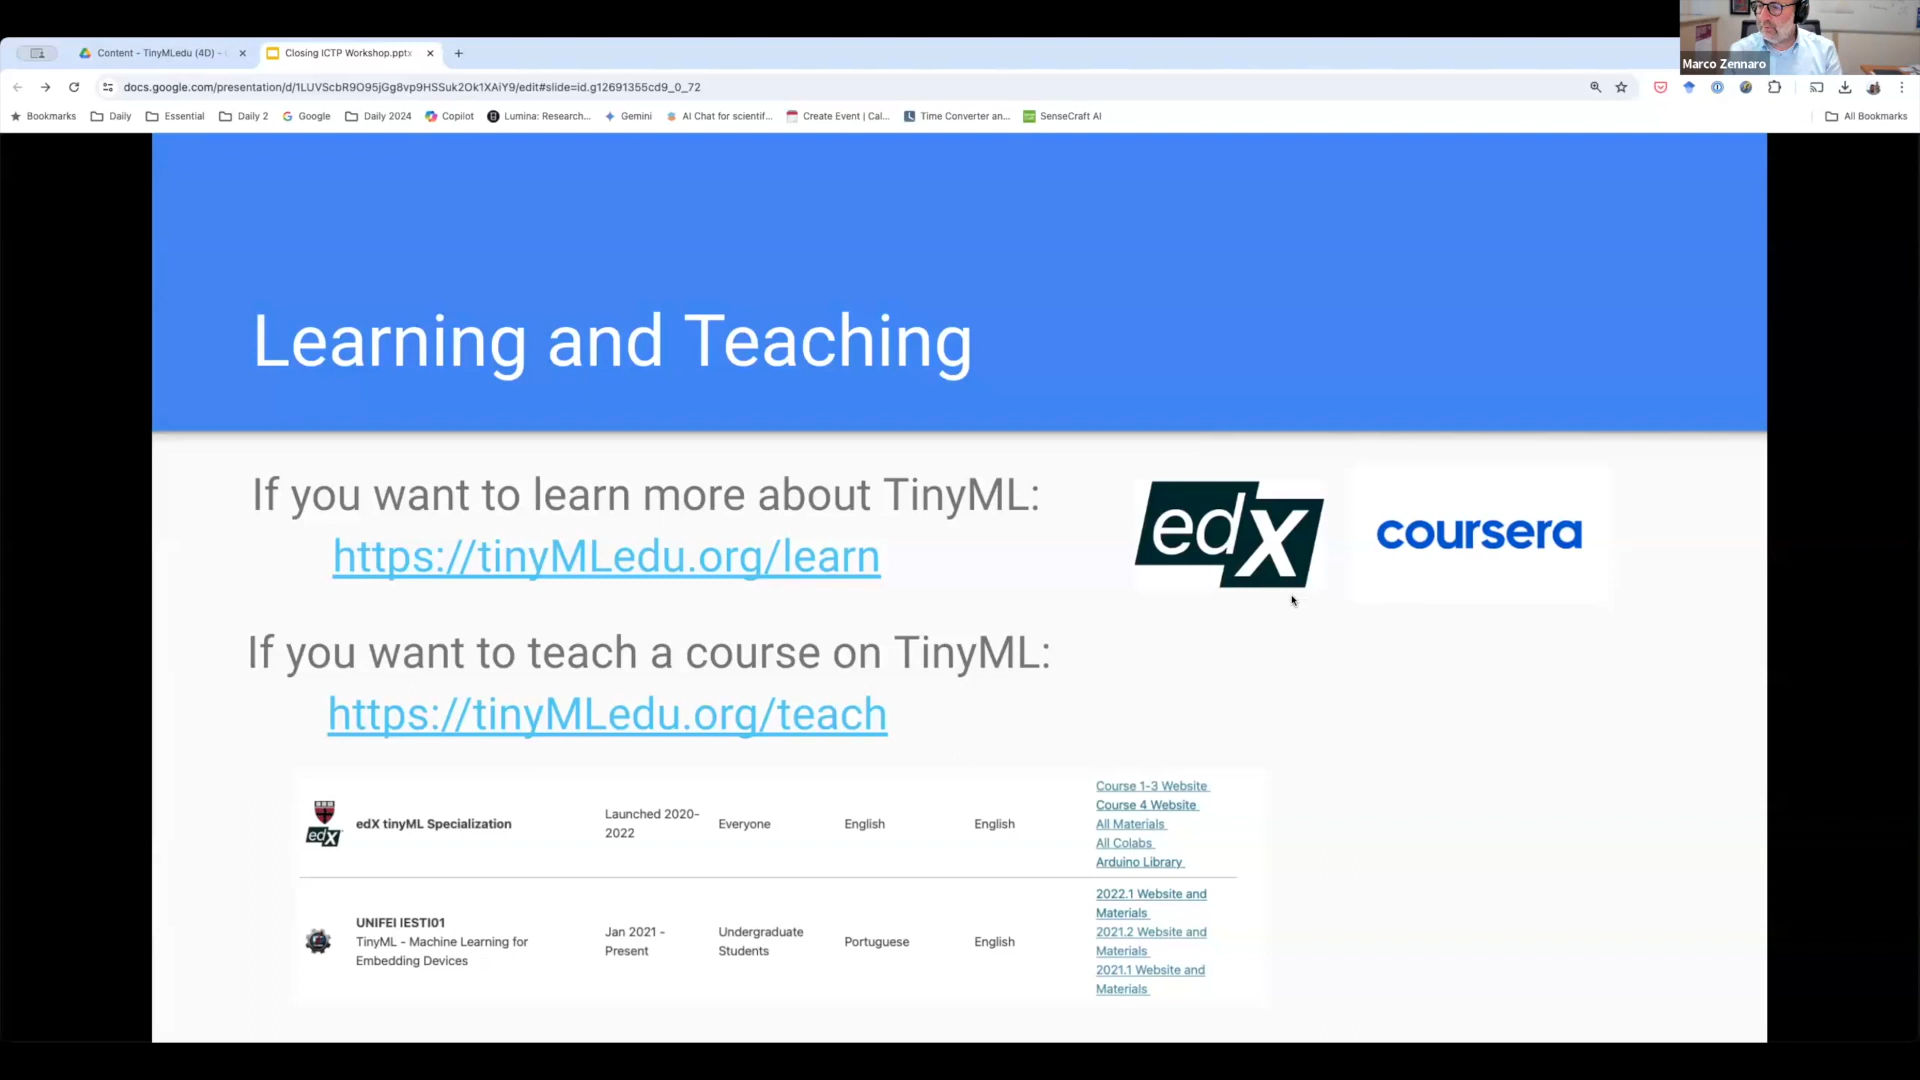 Marco Zennaro
Content - TinyMLedu (4D) -
Closing ICTP Workshop.pptx
docs.google.com/presentation/d/1LUVScbR9O95jGg8vp9HSSuk2Ok1XAiY9/edit#slide=id.g12691355cd9_0_72
Bookmarks Daily Essential Daily 2 Google Daily 2024 Copilot Lumina: Research... Gemini AI Chat for scientif... Create Event | Cal... Time Converter an... SenseCraft AI All Bookmarks
Learning and Teaching
If you want to learn more about TinyML:
https://tinyMLedu.org/learn
edX
coursera
If you want to teach a course on TinyML:
https://tinyMLedu.org/teach
edX
edX tinyML Specialization
Launched 2020-
2022
Everyone
English
English
Course 1-3 Website
Course 4 Website
All Materials
All Colabs
Arduino Library
UNIFEI IESTI01
TinyML - Machine Learning for
Embedding Devices
Jan 2021 -
Present
Undergraduate
Students
Portuguese
English
2022.1 Website and
Materials
2021.2 Website and
Materials
2021.1 Website and
Materials